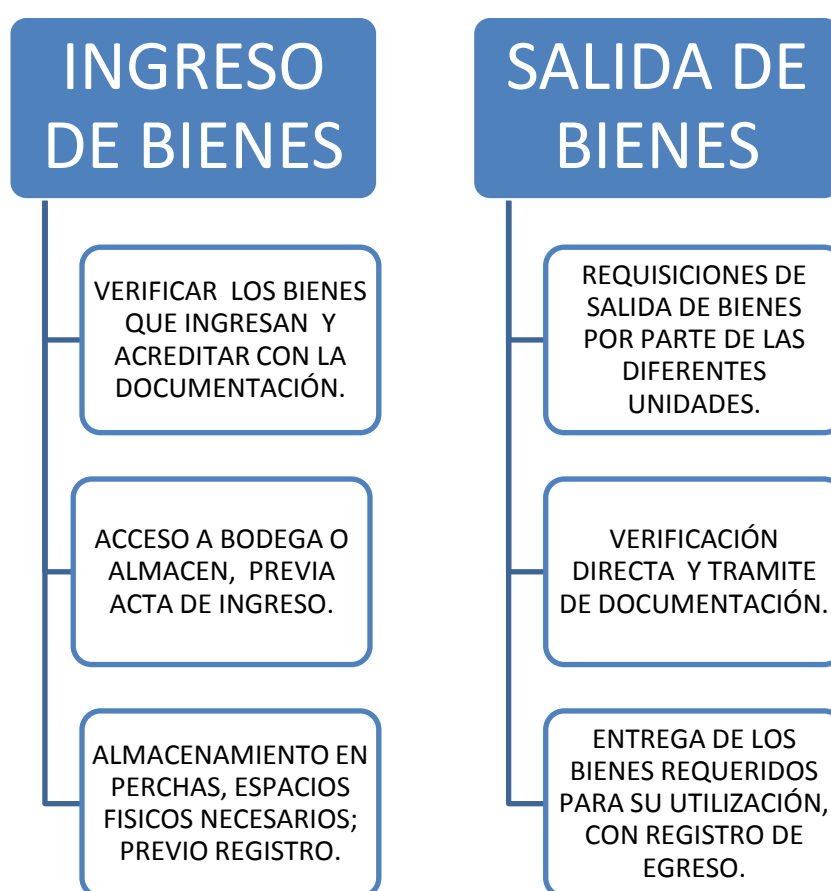 INGRESO
DE BIENES
VERIFICAR LOS BIENES
QUE INGRESAN Y
ACREDITAR CON LA
DOCUMENTACIÓN.
ACCESO A BODEGA O
ALMACEN, PREVIA
ACTA DE INGRESO.
ALMACENAMIENTO EN
PERCHAS, ESPACIOS
FISICOS NECESARIOS;
PREVIO REGISTRO.
SALIDA DE
BIENES
REQUISICIONES DE
SALIDA DE BIENES
POR PARTE DE LAS
DIFERENTES
UNIDADES.
VERIFICACIÓN
DIRECTA Y TRAMITE
DE DOCUMENTACIÓN.
ENTREGA DE LOS
BIENES REQUERIDOS
PARA SU UTILIZACIÓN,
CON REGISTRO DE
EGRESO.